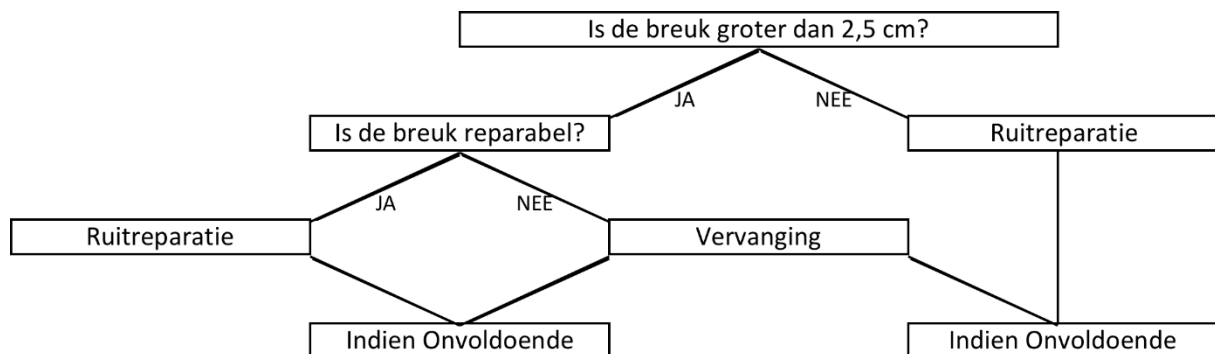 Is de breuk groter dan 2,5 cm?
JA
NEE
Is de breuk reparabel?
Ruitreparatie
JA
NEE
Ruitreparatie
Vervanging
Indien Onvoldoende
Indien Onvoldoende